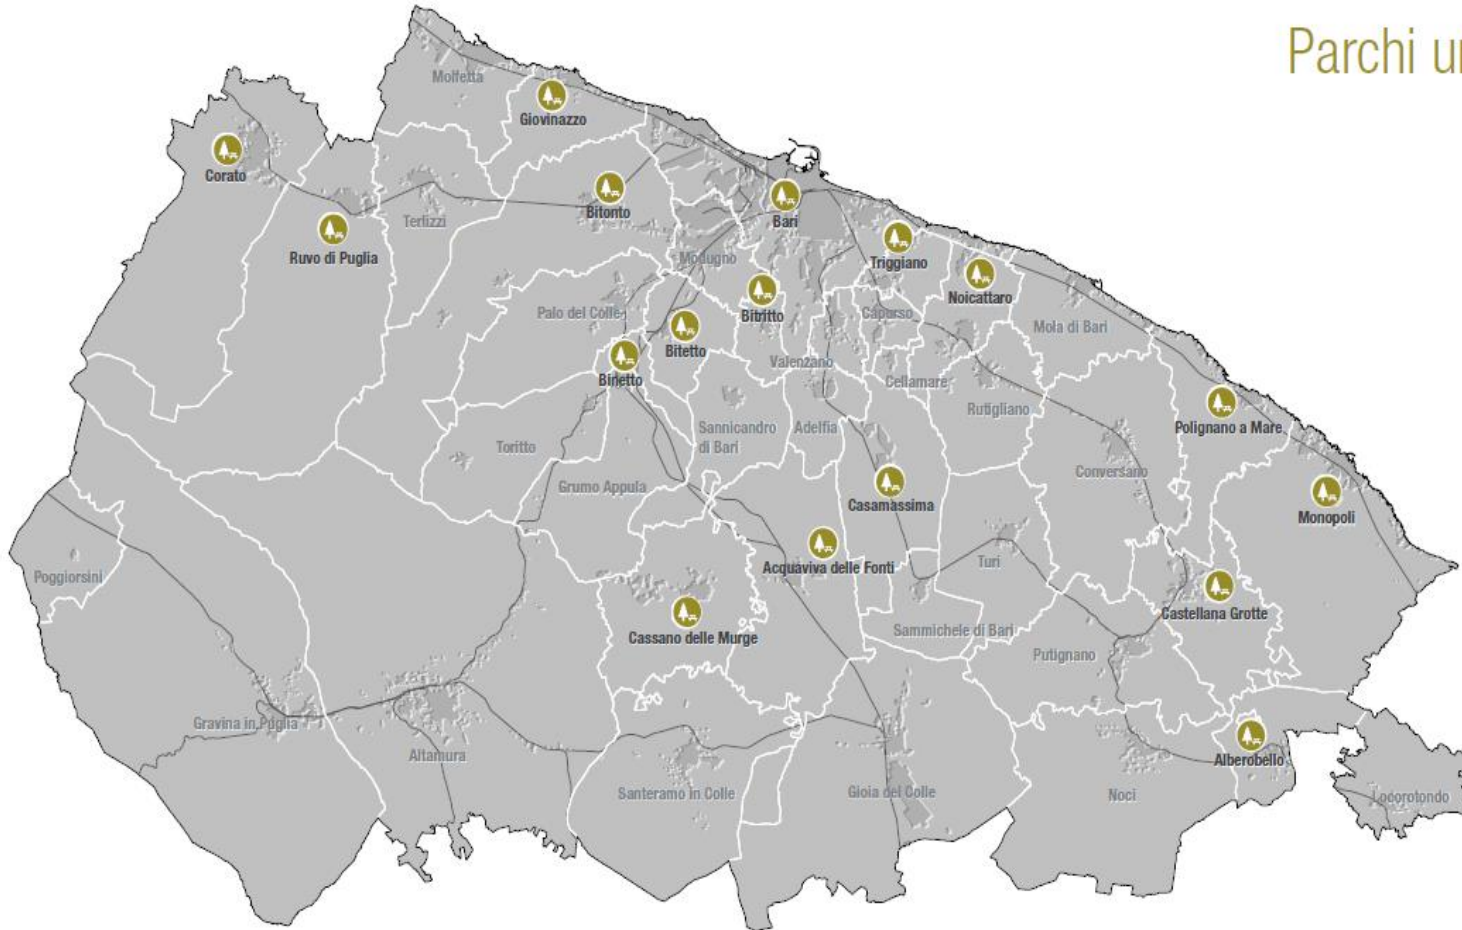 Parchi ur
Molfetta
Giovinazzo
Corato
Bitonto
Bari
Terlizzi
Ruvo di Puglia
Modugno
Triggiano
Noicattaro
Bitritto
Palo del Colle
Capurso
Mola di Bari
Bitetto
Valenzano
Binetto
Cellamare
Rutigliano
Polignano a Mare
Sannicandro
di Bari
Adelfia
Toritto
Conversano
Grumo Appula
Casamassima
Monopoli
Acquaviva delle Fonti
Turi
Poggiorsini
Castellana Grotte
Cassano delle Murge
Sammichele di Bari
Putignano
Gravina in Puglia
Altamura
Alberobello
Santeramo in Colle
Gioia del Colle
Noci
Locorotondo